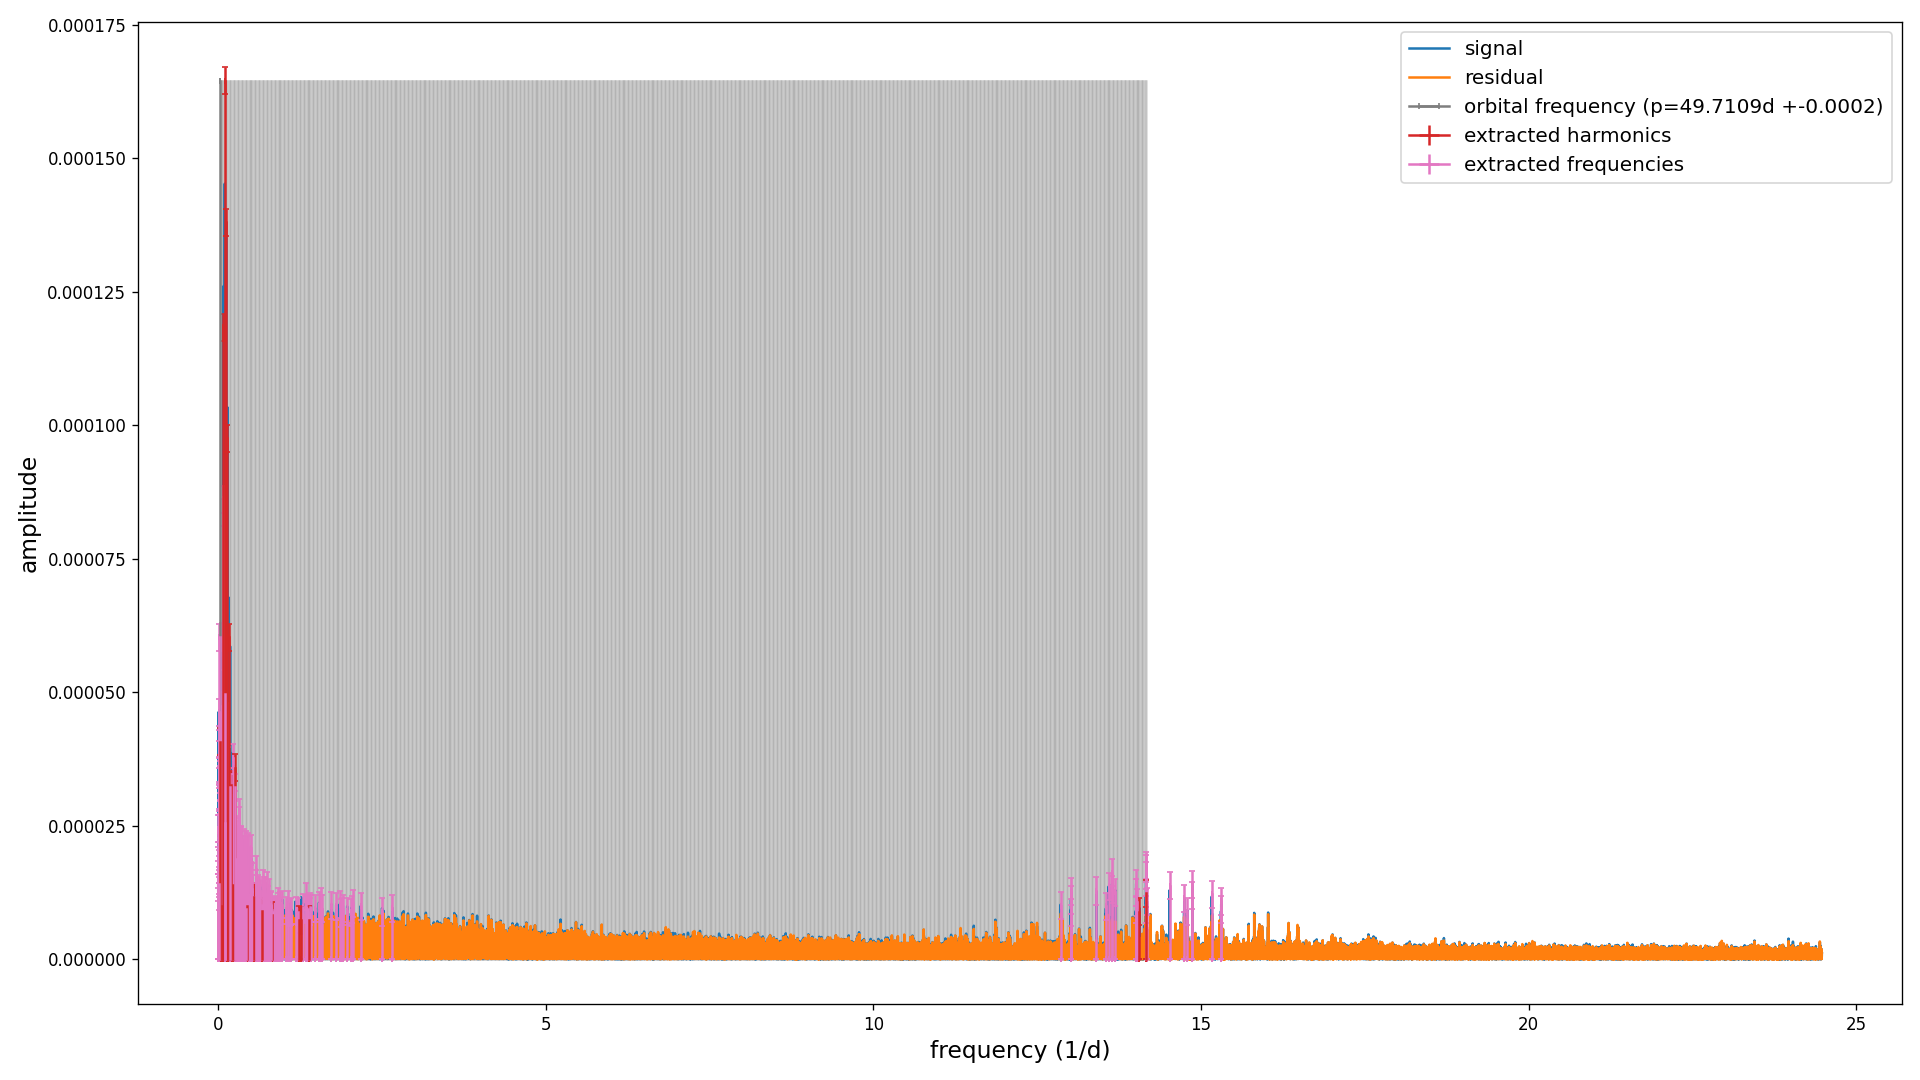 0.000175
0.000150
0.000125
0.000100
0.000075
0.000050
0.000025
0.000000
amplitude
0
5
10
15
20
25
frequency (1/d)
signal
residual
orbital frequency (p=49.7109d +-0.0002)
extracted harmonics
extracted frequencies